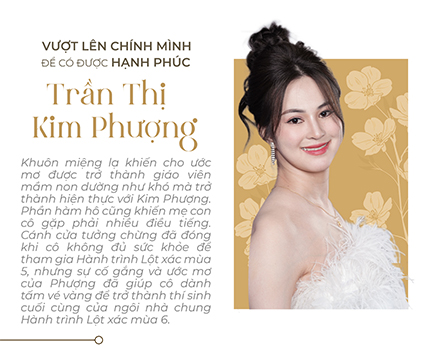 VƯỢT LÊN CHÍNH MÌNH
ĐỂ CÓ ĐƯỢC HẠNH PHÚC
Trần Thị
Kim Phượng
Khuôn miệng lạ khiến cho ước
mơ được trở thành giáo viên
mầm non dường như khó mà trở
thành hiện thực với Kim Phượng.
Phần hàm hô cũng khiến mẹ con
cô gặp phải nhiều điều tiếng.
Cánh cửa tưởng chừng đã đóng
khi cô không đủ sức khỏe để
tham gia Hành trình Lột xác mùa
5, nhưng sự cố gắng và ước mơ
của Phượng đã giúp cô dành
tấm vé vàng để trở thành thí sinh
cuối cùng của ngôi nhà chung
Hành trình Lột xác mùa 6.